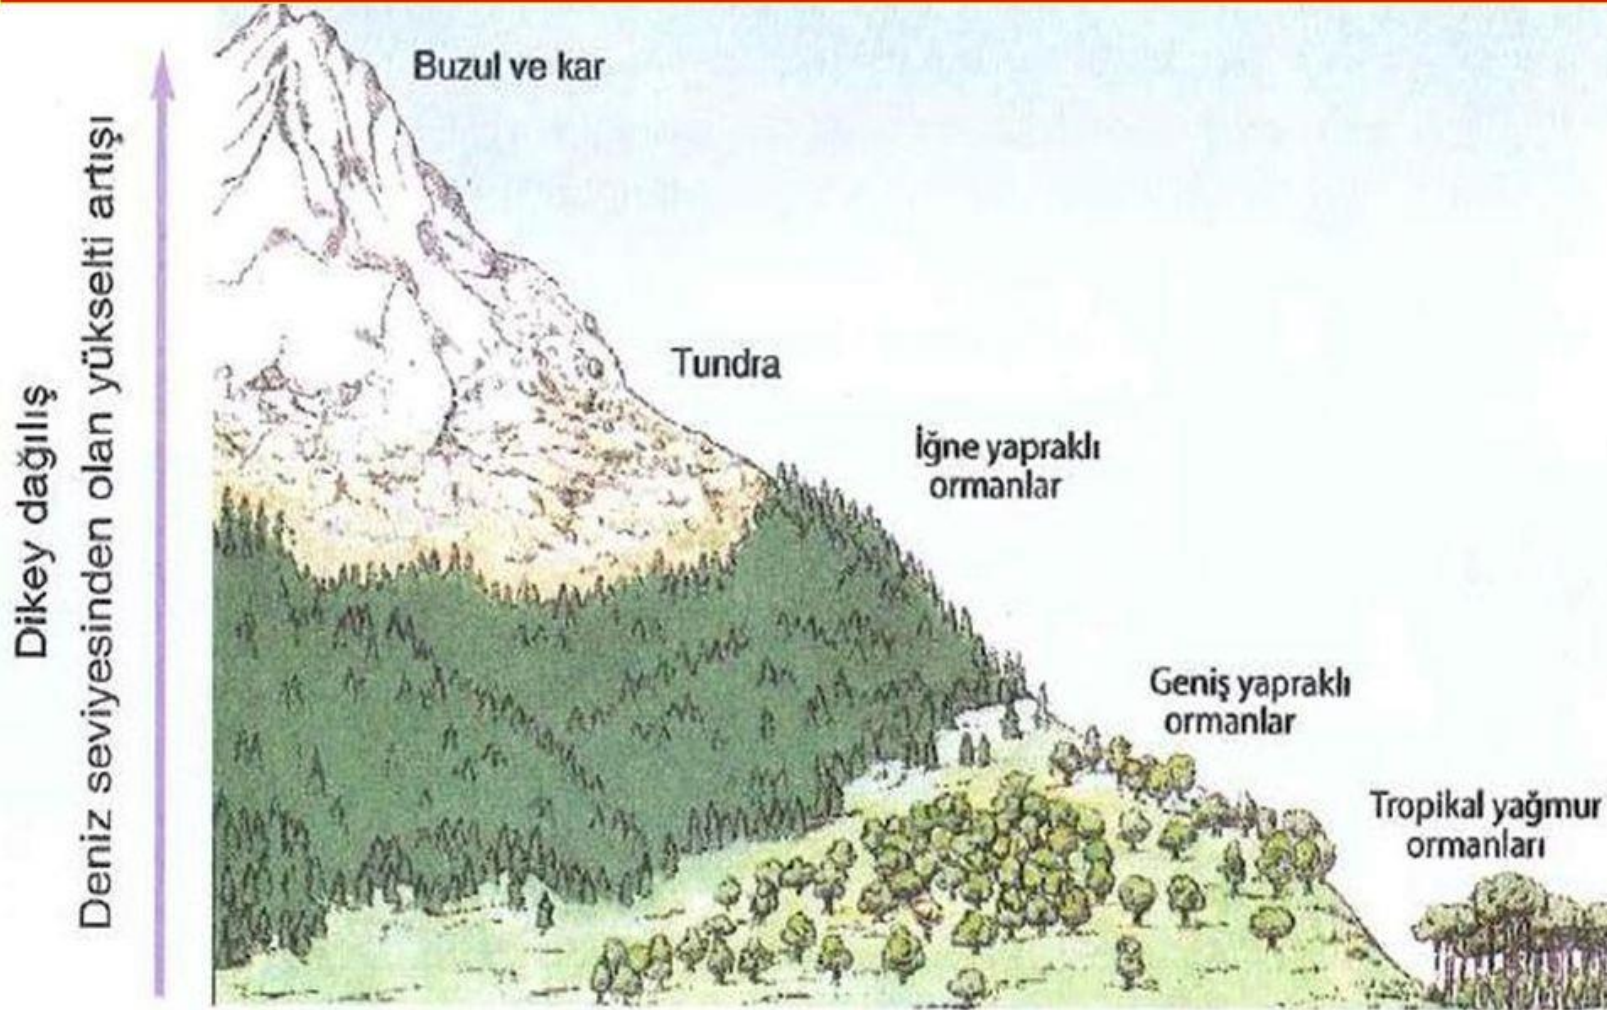 Dikey dağılış
Deniz seviyesinden olan yükselti artışı
Buzul ve kar
Tundra
İğne yapraklı
ormanlar
Geniş yapraklı
ormanlar
Tropikal yağmur
ormanları